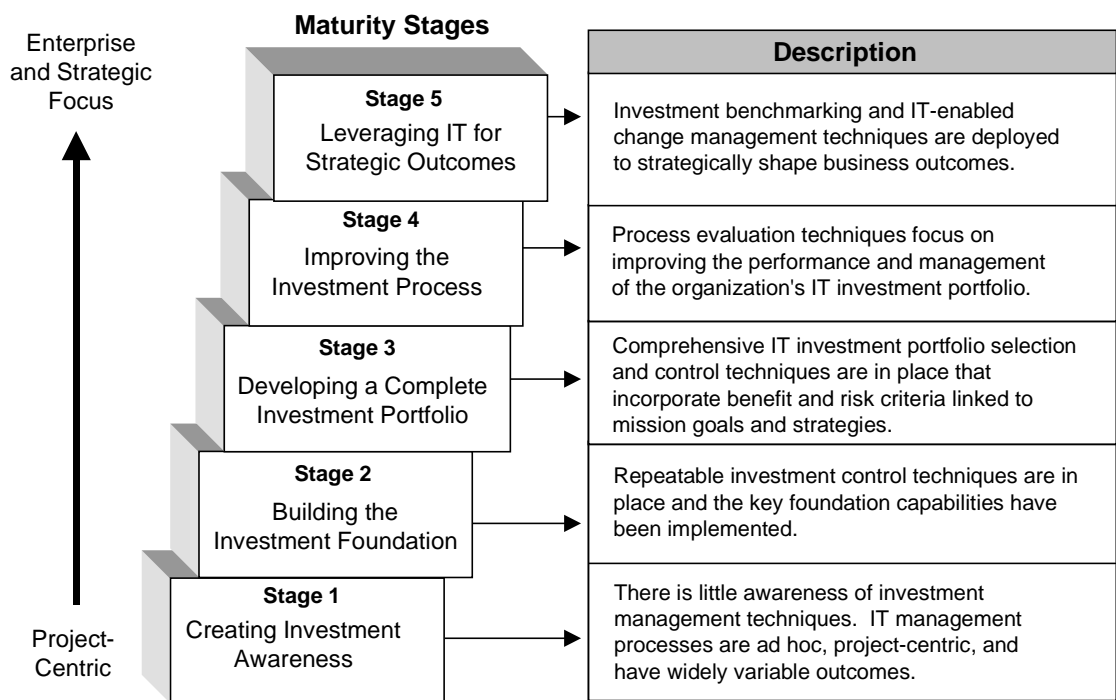 Maturity Stages
Enterprise
and Strategic
Focus
Project-
Centric
Description
Stage 5
Leveraging IT for
Strategic Outcomes
Investment benchmarking and IT-enabled
change management techniques are deployed
to strategically shape business outcomes.
Stage 4
Improving the
Investment Process
Process evaluation techniques focus on
improving the performance and management
of the organization's IT investment portfolio.
Stage 3
Developing a Complete
Investment Portfolio
Comprehensive IT investment portfolio selection
and control techniques are in place that
incorporate benefit and risk criteria linked to
mission goals and strategies.
Stage 2
Building the
Investment Foundation
Repeatable investment control techniques are in
place and the key foundation capabilities have
been implemented.
Stage 1
Creating Investment
Awareness
There is little awareness of investment
management techniques.  IT management
processes are ad hoc, project-centric, and
have widely variable outcomes.